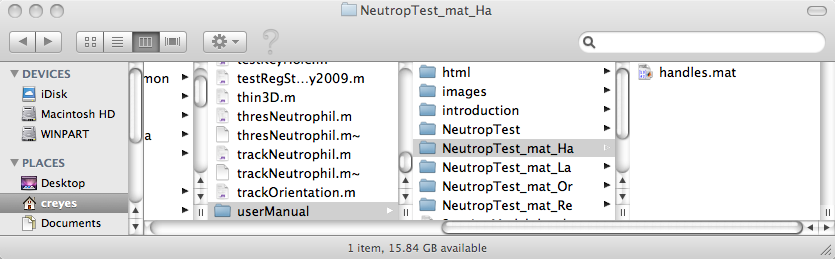 NeutropTest_mat_Ha
DEVICES
iDisk
Macintosh HD
WINPART
PLACES
Desktop
creyes
Documents
mon
a
testRegSt...y2009.m
thin3D.m
thresNeutrophil.m
thresNeutrophil.m~
trackNeutrophil.m
trackNeutrophil.m~
trackOrientation.m
userManual
html
images
introduction
NeutropTest
NeutropTest_mat_Ha
NeutropTest_mat_La
NeutropTest_mat_Or
NeutropTest_mat_Re
handles.mat
1 item, 15.84 GB available